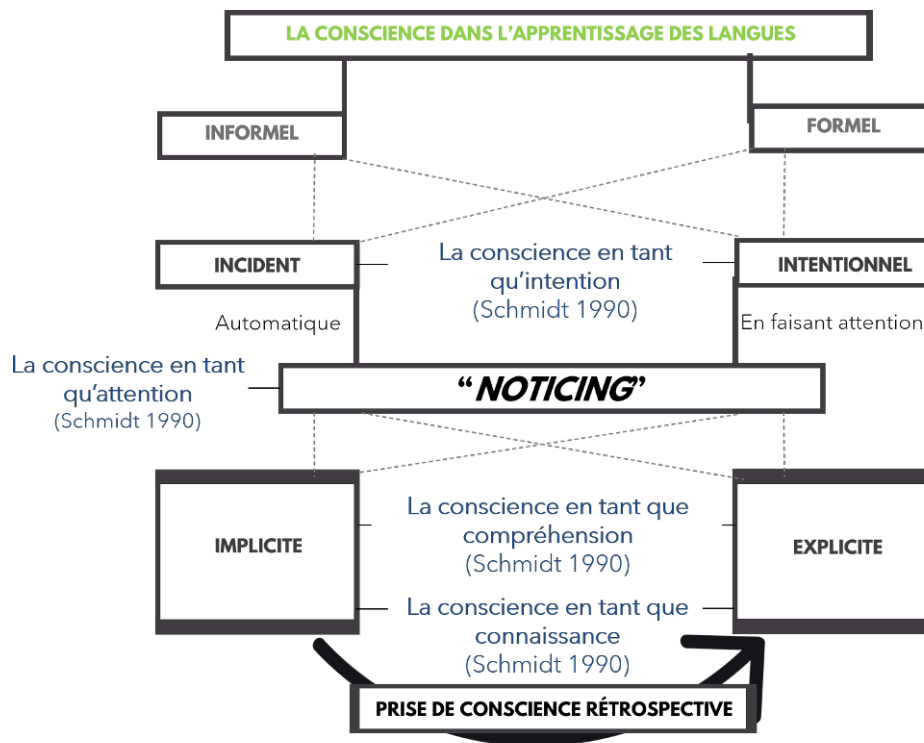 LA CONSCIENCE DANS L'APPRENTISSAGE DES LANGUES
INFORMEL
FORMEL
INCIDENT
La conscience en tant
qu'intention
(Schmidt 1990)
INTENTIONNEL
Automatique
En faisant attention
La conscience en tant
qu'attention
(Schmidt 1990)
“NOTICING”
IMPLICITE
La conscience en tant que
compréhension
(Schmidt 1990)
EXPLICITE
La conscience en tant que
connaissance
(Schmidt 1990)
PRISE DE CONSCIENCE RÉTROSPECTIVE